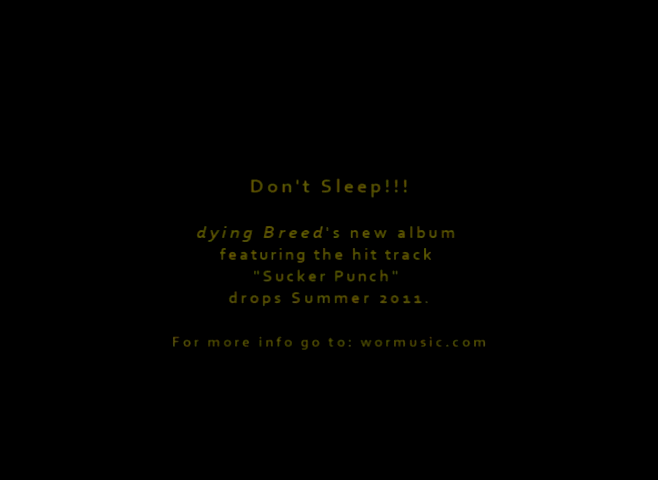 Don't Sleep!!!
dying Breed's new album
featuring the hit track
"Sucker Punch"
drops Summer 2011.
For more info go to: wormusic.com